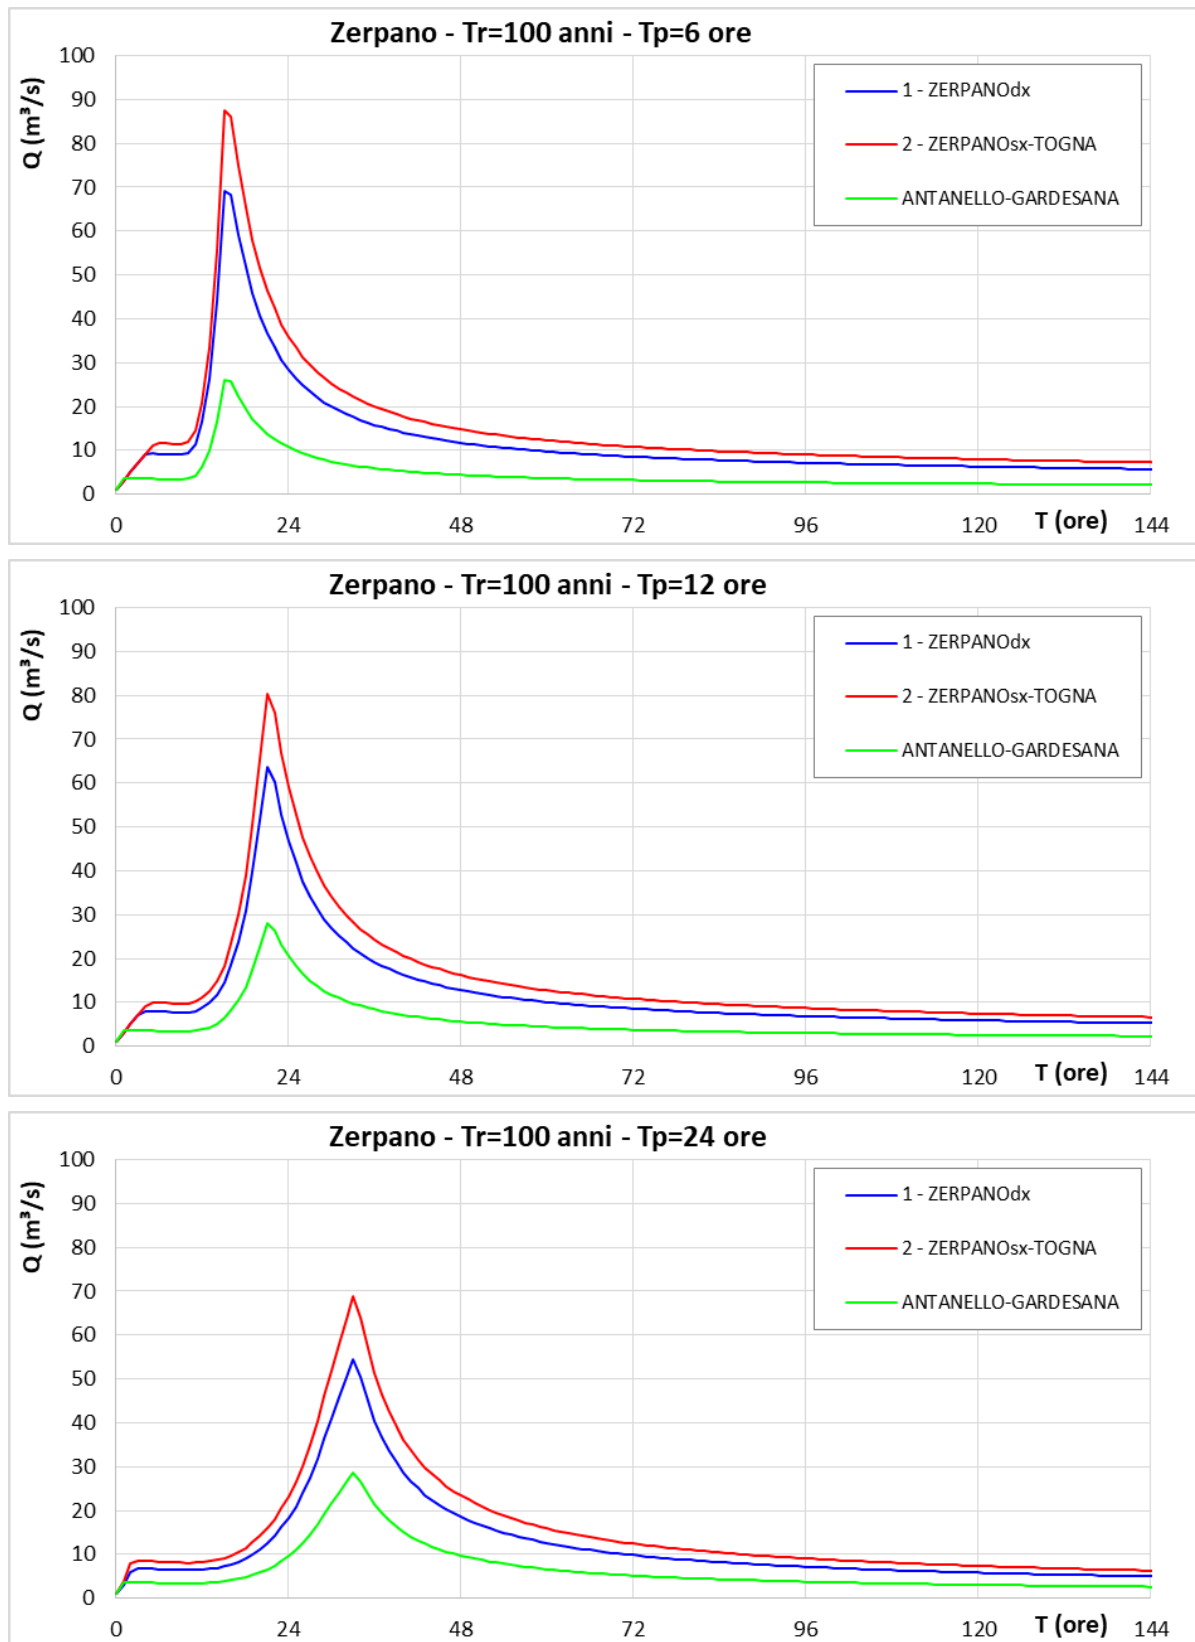 Zerpano - Tr=100 anni - Tp=6 ore
Q (m³/s)
100
90
80
70
60
50
40
30
20
10
0
1 - ZERPANOdx
2 - ZERPANOsx-TOGNA
ANTANELLO-GARDESANA
0 24 48 72 96 120 T (ore) 144
Zerpano - Tr=100 anni - Tp=12 ore
Q (m³/s)
100
90
80
70
60
50
40
30
20
10
0
1 - ZERPANOdx
2 - ZERPANOsx-TOGNA
ANTANELLO-GARDESANA
0 24 48 72 96 120 T (ore) 144
Zerpano - Tr=100 anni - Tp=24 ore
Q (m³/s)
100
90
80
70
60
50
40
30
20
10
0
1 - ZERPANOdx
2 - ZERPANOsx-TOGNA
ANTANELLO-GARDESANA
0 24 48 72 96 120 T (ore) 144